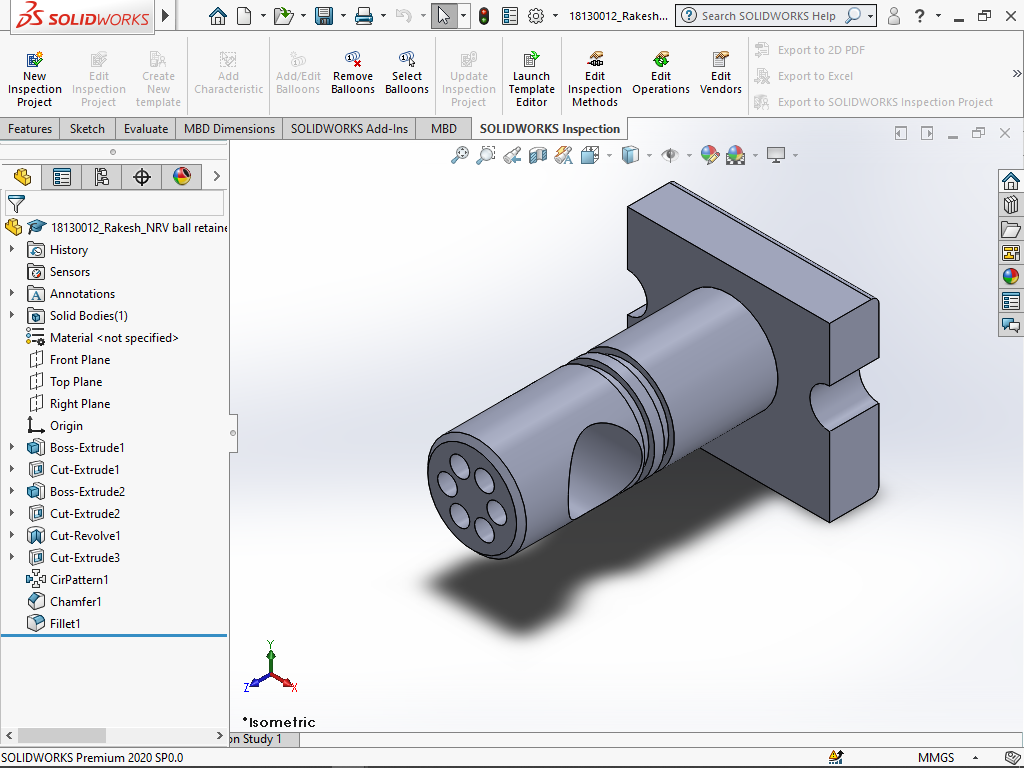 SOLIDWORKS
18130012_Rakesh...
Search SOLIDWORKS Help
New Inspection Project
Edit Inspection Project
Create New template
Add Characteristic
Add/Edit Balloons
Remove Balloons
Select Balloons
Update Inspection Project
Launch Template Editor
Edit Inspection Methods
Edit Operations
Edit Vendors
Export to 2D PDF
Export to Excel
Export to SOLIDWORKS Inspection Project
Features
Sketch
Evaluate
MBD Dimensions
SOLIDWORKS Add-Ins
MBD
SOLIDWORKS Inspection
18130012_Rakesh_NRV ball retaine
History
Sensors
Annotations
Solid Bodies(1)
Material <not specified>
Front Plane
Top Plane
Right Plane
Origin
Boss-Extrude1
Cut-Extrude1
Boss-Extrude2
Cut-Extrude2
Cut-Revolve1
Cut-Extrude3
CirPattern1
Chamfer1
Fillet1
Y
Z
X
*Isometric
on Study 1
SOLIDWORKS Premium 2020 SP0.0
MMGS